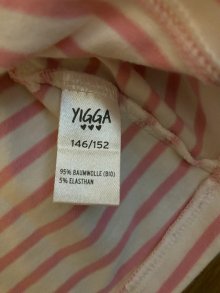 YIGGA
♥♥♥
146/152
95% BAUMWOLLE (BIO)
5% ELASTHAN